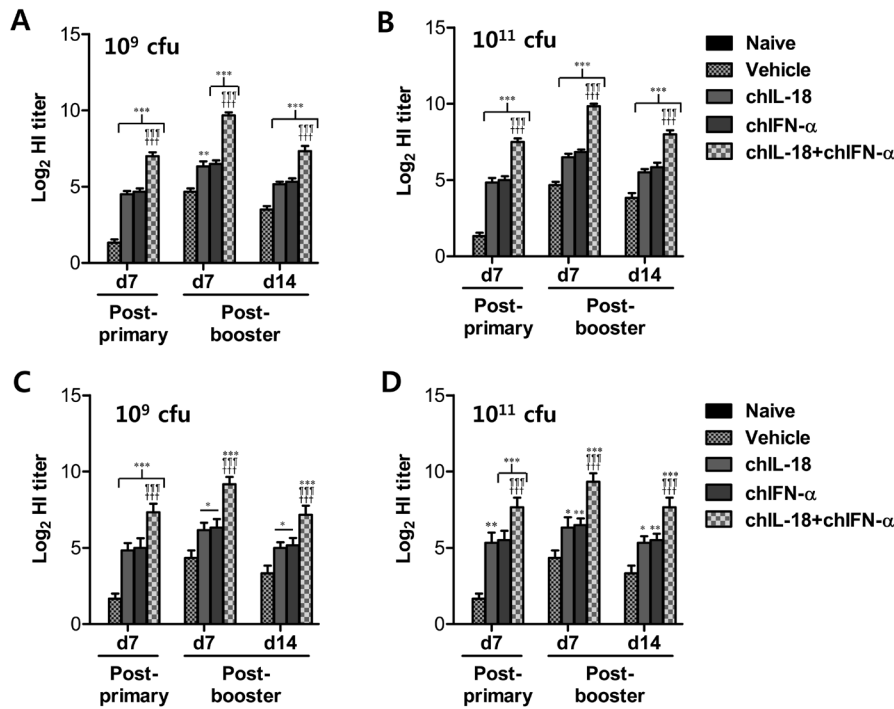 A
10⁹ cfu
Log₂ HI titer
15
10
5
0
***
¶¶¶
†††
**
***
¶¶¶
†††
***
¶¶¶
†††
d7 d7 d14
Post-primary
Post-booster
B
10¹¹ cfu
Log₂ HI titer
15
10
5
0
***
¶¶¶
†††
***
¶¶¶
†††
***
¶¶¶
†††
d7 d7 d14
Post-primary
Post-booster
Naive
Vehicle
chIL-18
chIFN-α
chIL-18+chIFN-α
C
10⁹ cfu
Log₂ HI titer
15
10
5
0
***
¶¶¶
†††
*
***
¶¶¶
†††
*
***
¶¶¶
†††
d7 d7 d14
Post-primary
Post-booster
D
10¹¹ cfu
Log₂ HI titer
15
10
5
0
**
***
¶¶¶
†††
* **
***
¶¶¶
†††
* **
***
¶¶¶
†††
d7 d7 d14
Post-primary
Post-booster
Naive
Vehicle
chIL-18
chIFN-α
chIL-18+chIFN-α